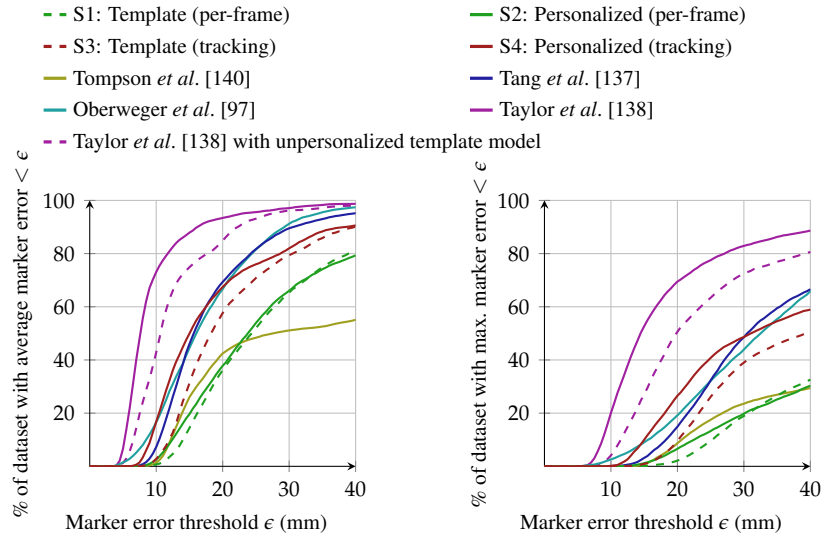 S1: Template (per-frame)
S2: Personalized (per-frame)
S3: Template (tracking)
S4: Personalized (tracking)
Tompson et al. [140]
Tang et al. [137]
Oberweger et al. [97]
Taylor et al. [138]
Taylor et al. [138] with unpersonalized template model
% of dataset with average marker error < ϵ
100
80
60
40
20
10
20
30
40
Marker error threshold ϵ (mm)
% of dataset with max. marker error < ϵ
100
80
60
40
20
10
20
30
40
Marker error threshold ϵ (mm)